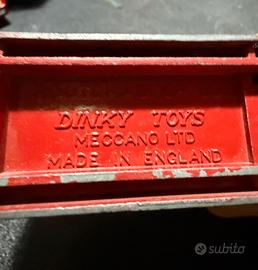 DINKY TOYS
MECCANO LTD
MADE IN ENGLAND
subito